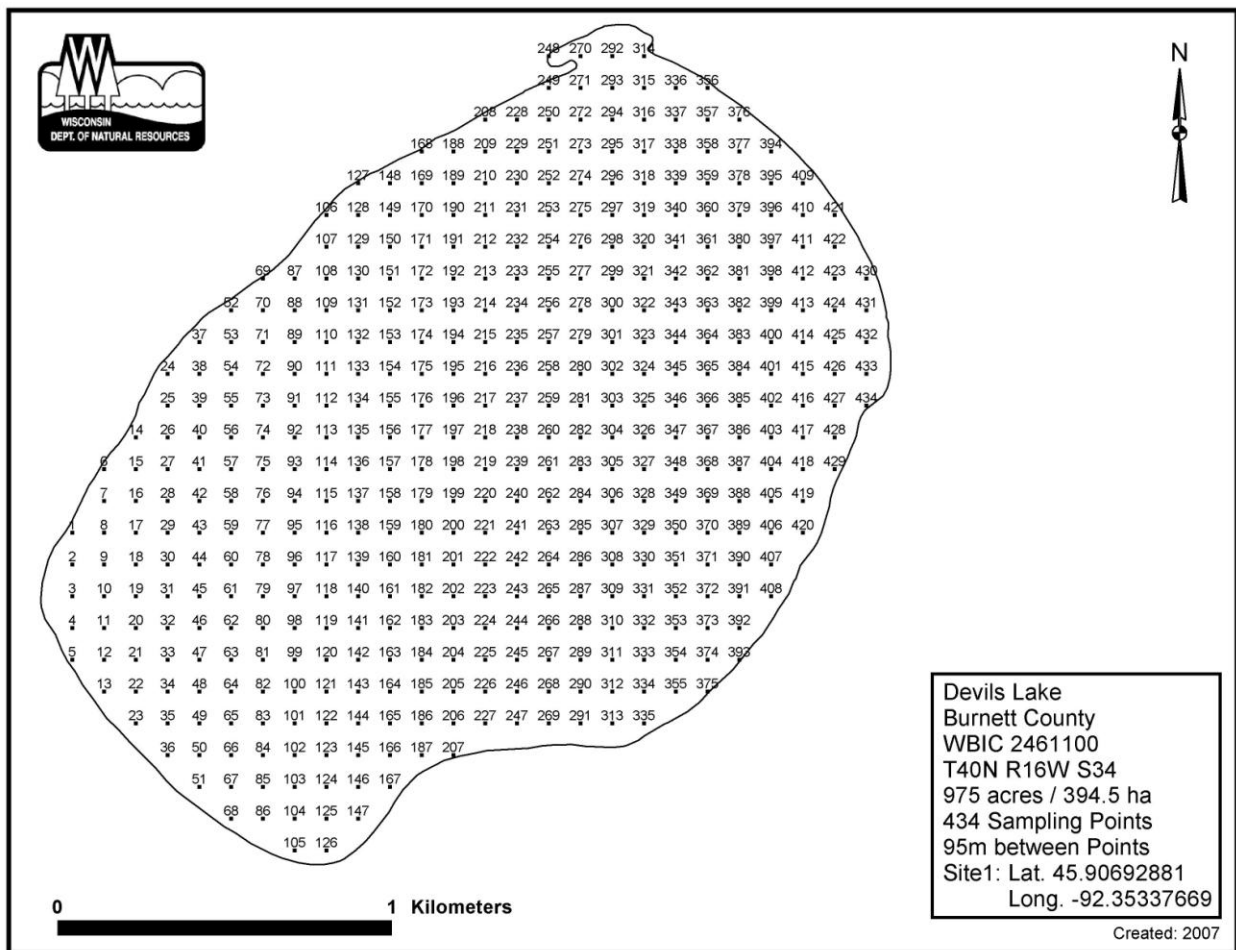 248 270 292 314
249 271 293 315 336 356
208 228 250 272 294 316 337 357 376
168 188 209 229 251 273 295 317 338 358 377 394
127 148 169 189 210 230 252 274 296 318 339 359 378 395 409
106 128 149 170 190 211 231 253 275 297 319 340 360 379 396 410 421
107 129 150 171 191 212 232 254 276 298 320 341 361 380 397 411 422
69 87 108 130 151 172 192 213 233 255 277 299 321 342 362 381 398 412 423 430
52 70 88 109 131 152 173 193 214 234 256 278 300 322 343 363 382 399 413 424 431
37 53 71 89 110 132 153 174 194 215 235 257 279 301 323 344 364 383 400 414 425 432
24 38 54 72 90 111 133 154 175 195 216 236 258 280 302 324 345 365 384 401 415 426 433
25 39 55 73 91 112 134 155 176 196 217 237 259 281 303 325 346 366 385 402 416 427 434
14 26 40 56 74 92 113 135 156 177 197 218 238 260 282 304 326 347 367 386 403 417 428
6 15 27 41 57 75 93 114 136 157 178 198 219 239 261 283 305 327 348 368 387 404 418 429
7 16 28 42 58 76 94 115 137 158 179 199 220 240 262 284 306 328 349 369 388 405 419
1 8 17 29 43 59 77 95 116 138 159 180 200 221 241 263 285 307 329 350 370 389 406 420
2 9 18 30 44 60 78 96 117 139 160 181 201 222 242 264 286 308 330 351 371 390 407
3 10 19 31 45 61 79 97 118 140 161 182 202 223 243 265 287 309 331 352 372 391 408
4 11 20 32 46 62 80 98 119 141 162 183 203 224 244 266 288 310 332 353 373 392
5 12 21 33 47 63 81 99 120 142 163 184 204 225 245 267 289 311 333 354 374 393
13 22 34 48 64 82 100 121 143 164 185 205 226 246 268 290 312 334 355 375
23 35 49 65 83 101 122 144 165 186 206 227 247 269 291 313 335
36 50 66 84 102 123 145 166 187 207
51 67 85 103 124 146 167
68 86 104 125 147
105 126
W
WISCONSIN
DEPT. OF NATURAL RESOURCES
N
0 1 Kilometers
Devils Lake
Burnett County
WBIC 2461100
T40N R16W S34
975 acres / 394.5 ha
434 Sampling Points
95m between Points
Site1: Lat. 45.90692881
Long. -92.35337669
Created: 2007